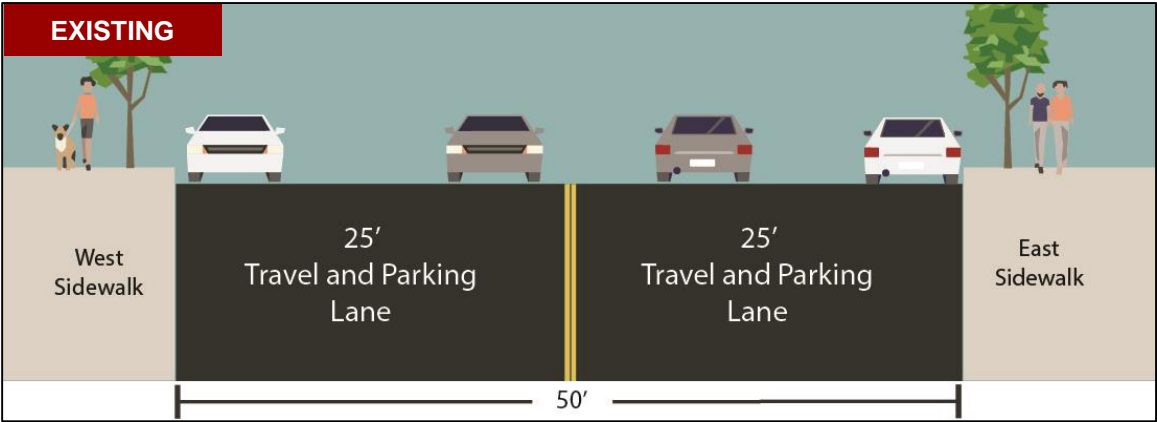 EXISTING
West
Sidewalk
25’
Travel and Parking
Lane
25’
Travel and Parking
Lane
East
Sidewalk
50’